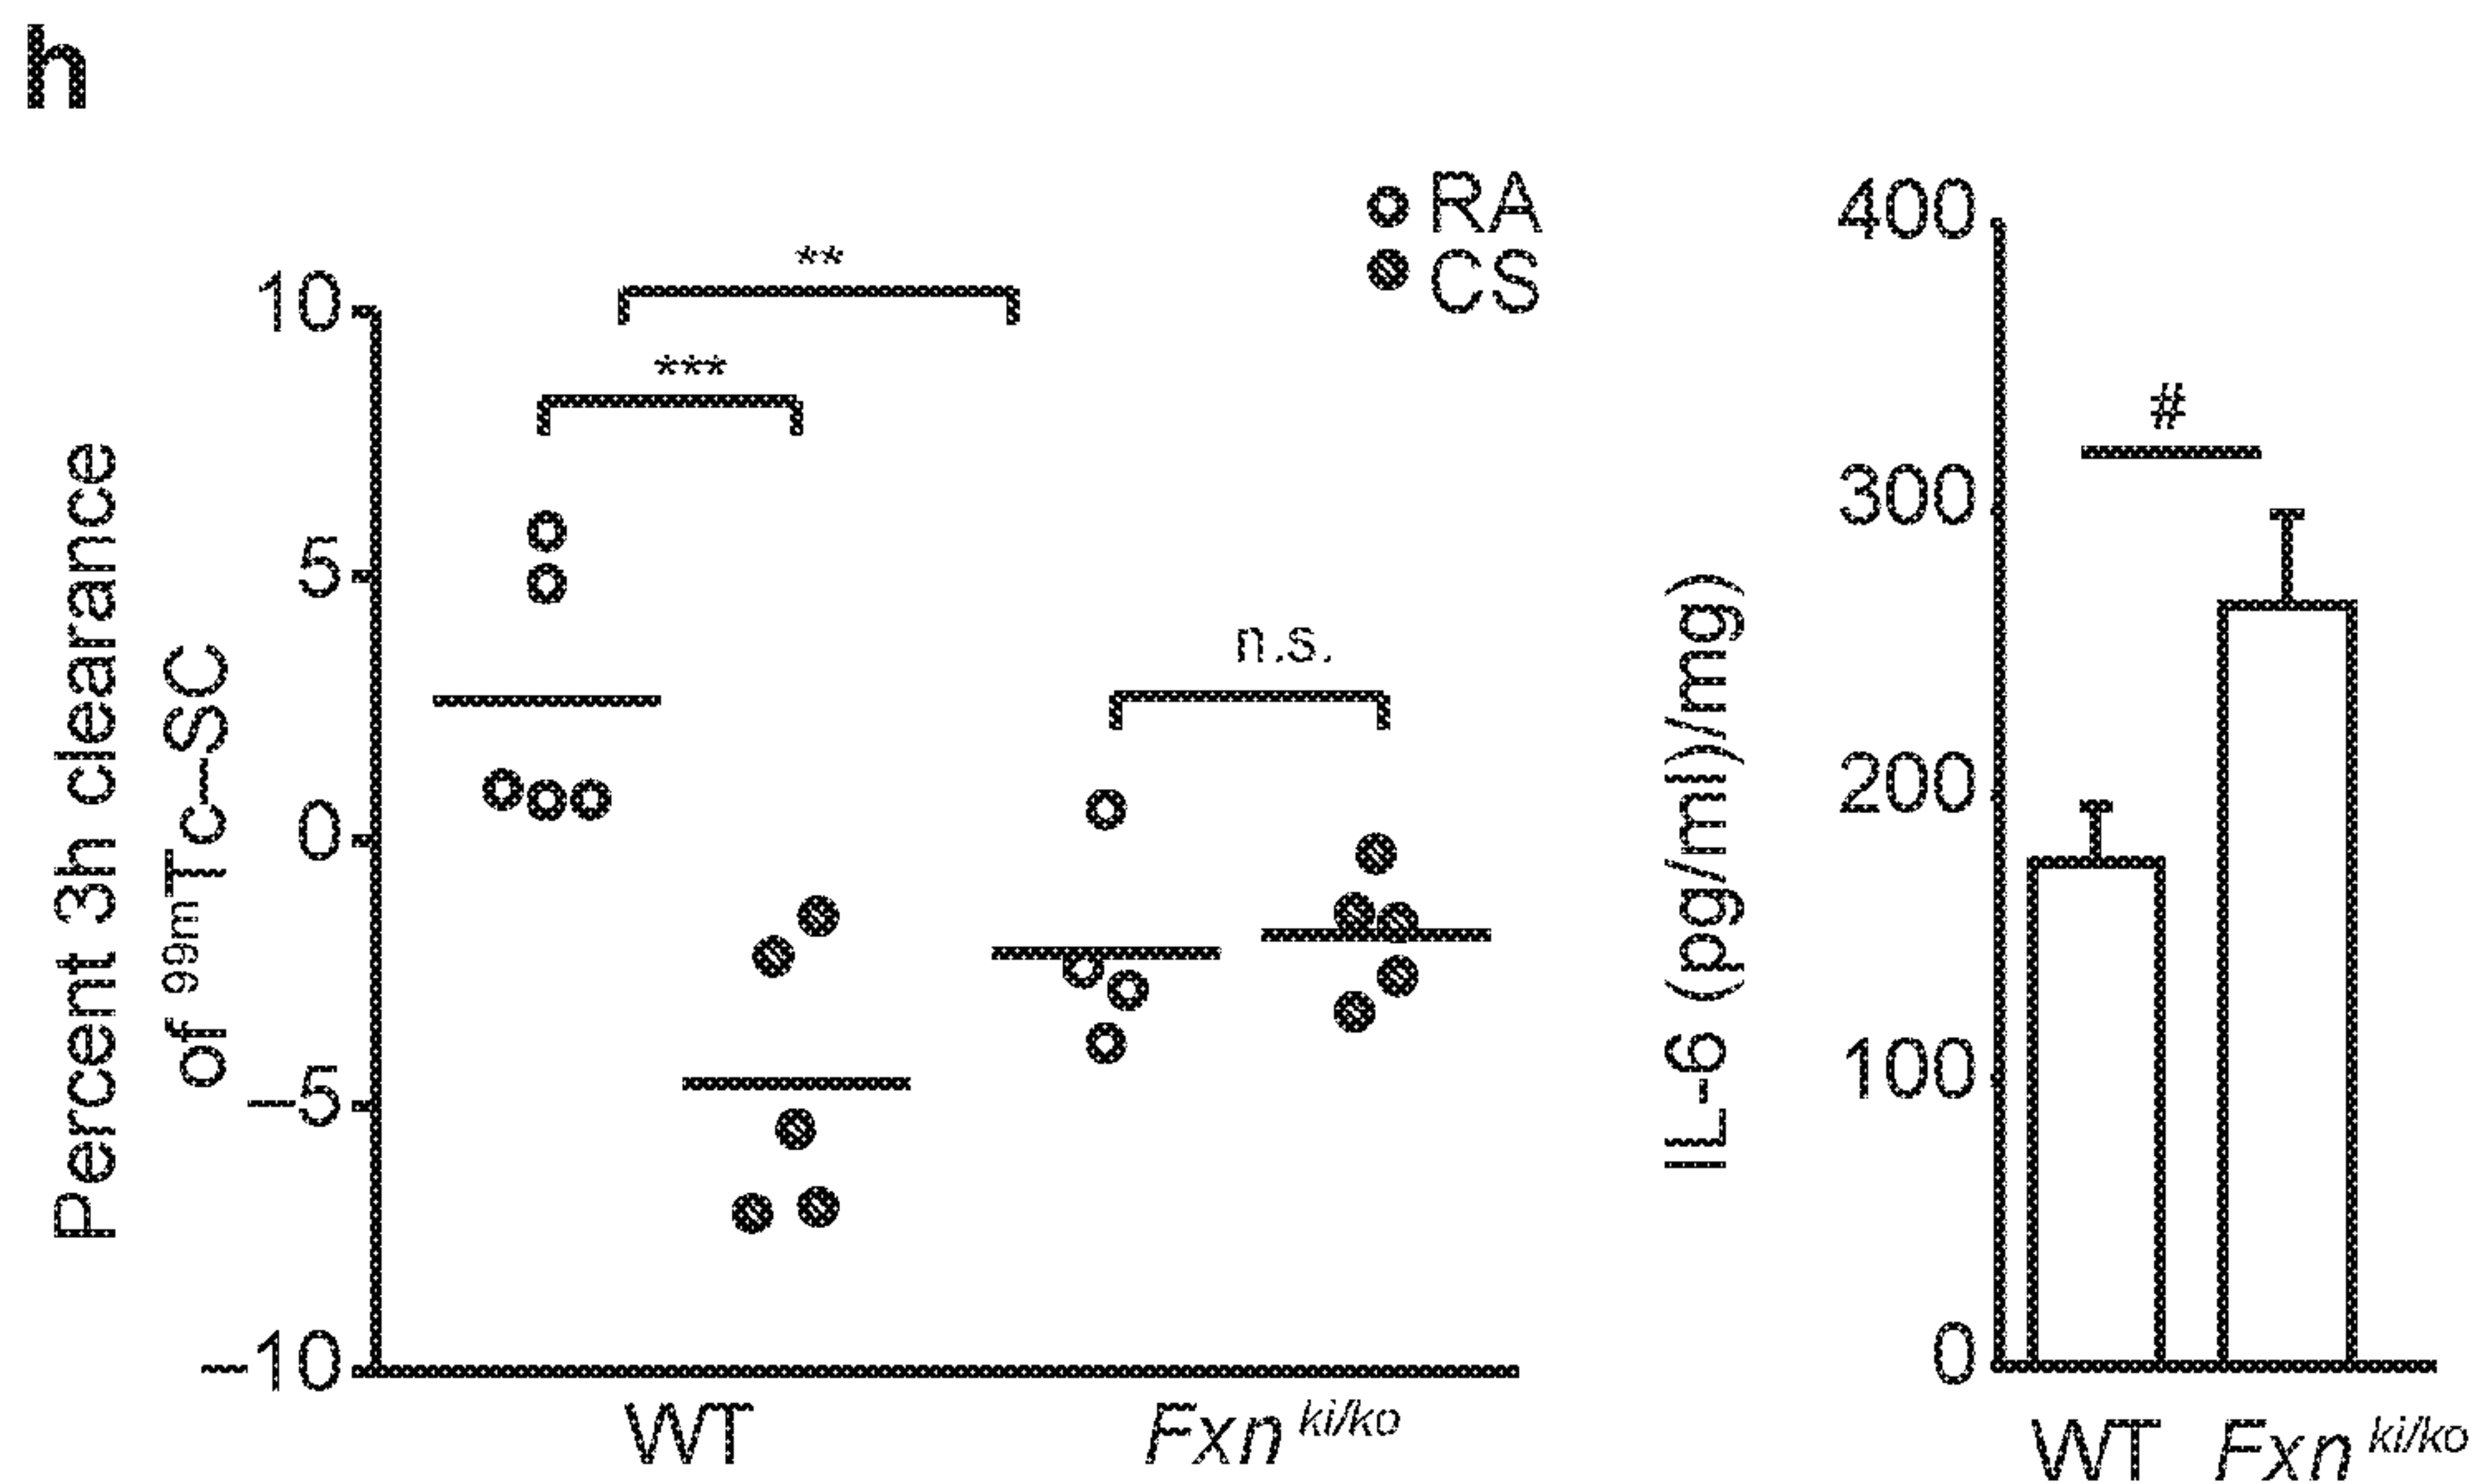 h
RA
CS
**
***
n.s.
10
5
0
–5
–10
Percent 3h clearance
of 99mTc–SC
WT
Fxn ki/ko
400
300
200
100
0
IL-6 (pg/ml)/mg)
#
WT
Fxn ki/ko